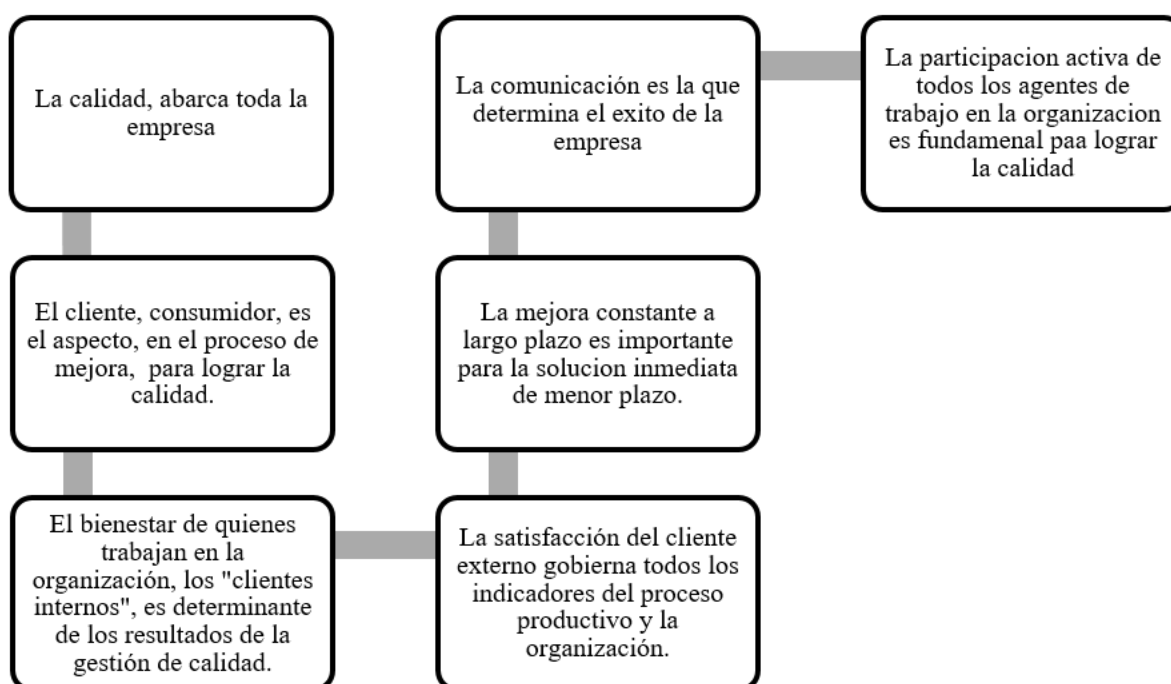 La calidad, abarca toda la
empresa
El cliente, consumidor, es
el aspecto, en el proceso de
mejora, para lograr la
calidad.
El bienestar de quienes
trabajan en la
organización, los "clientes
internos", es determinante
de los resultados de la
gestión de calidad.
La satisfacción del cliente
externo gobierna todos los
indicadores del proceso
productivo y la
organización.
La mejora constante a
largo plazo es importante
para la solucion inmediata
de menor plazo.
La comunicación es la que
determina el exito de la
empresa
La participacion activa de
todos los agentes de
trabajo en la organizacion
es fundamenal paa lograr
la calidad